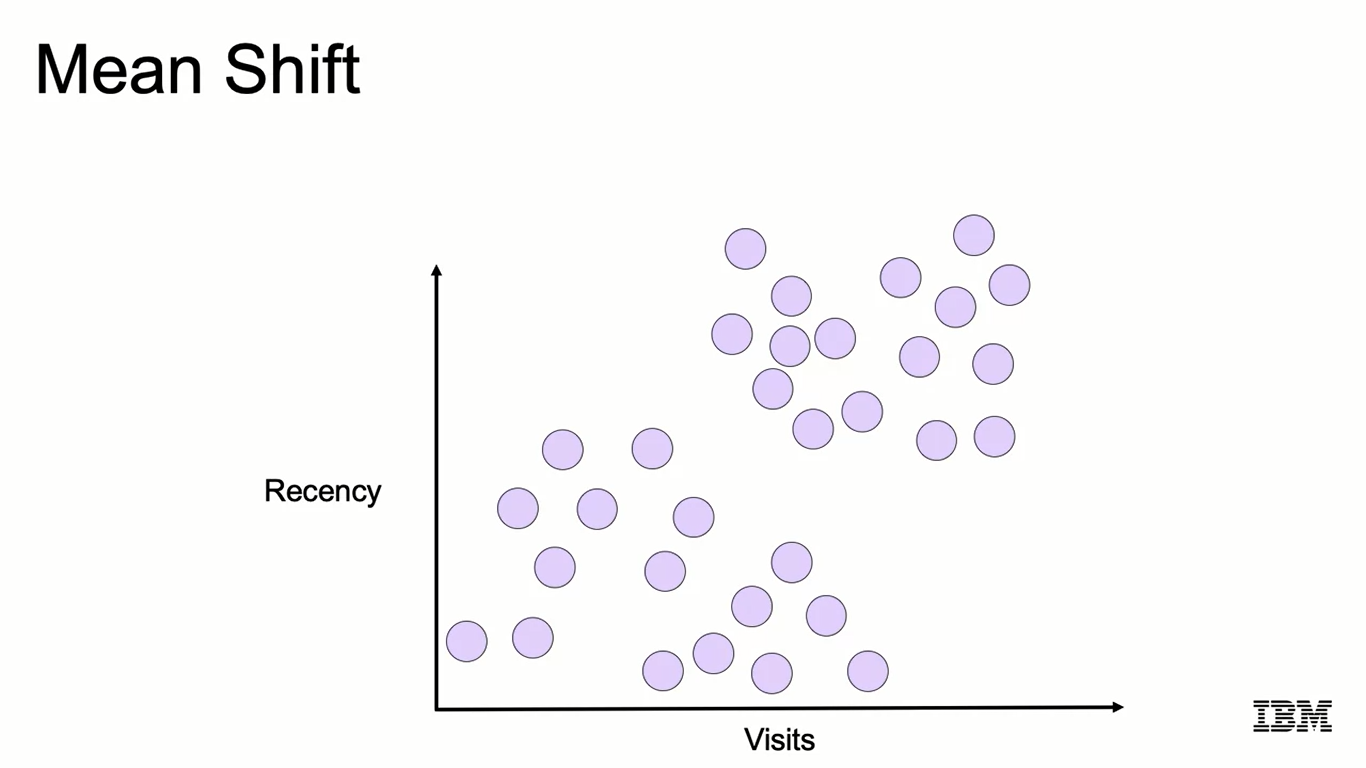 Mean Shift
Recency
Visits
IBM